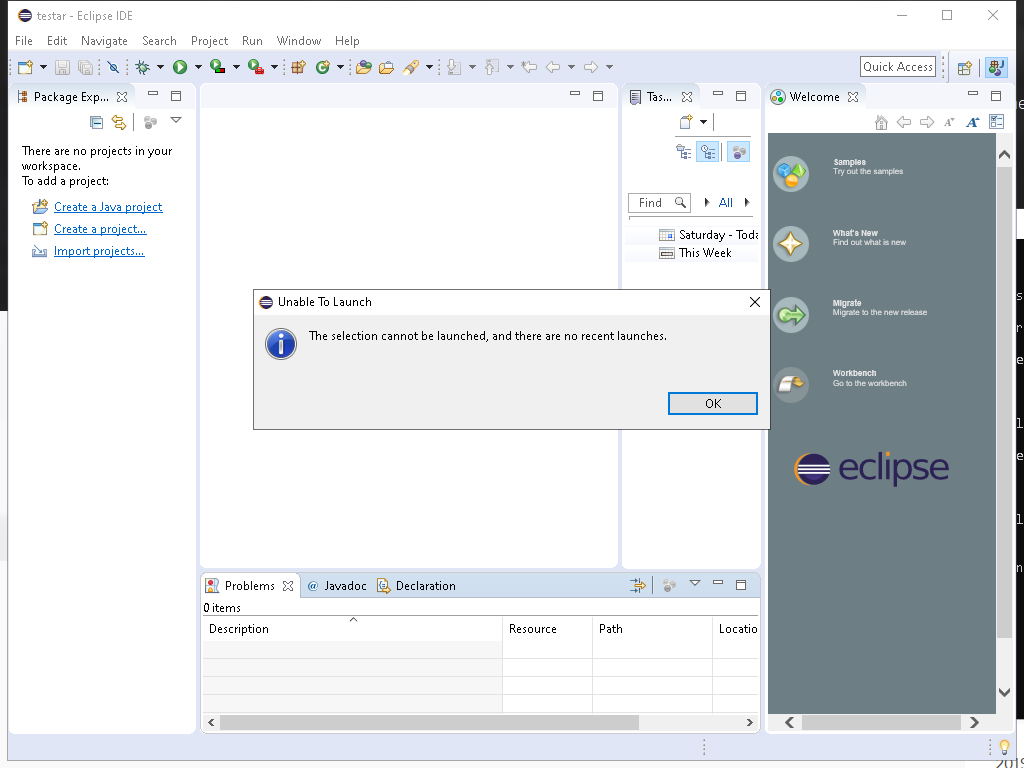 testar - Eclipse IDE
File Edit Navigate Search Project Run Window Help
Quick Access
Package Exp...
There are no projects in your
workspace.
To add a project:
Create a Java project
Create a project...
Import projects...
Tas...
Find
All
Saturday - Toda
This Week
Welcome
Samples
Try out the samples
What's New
Find out what is new
Migrate
Migrate to the new release
Workbench
Go to the workbench
eclipse
Unable To Launch
The selection cannot be launched, and there are no recent launches.
OK
Problems @ Javadoc Declaration
0 items
Description Resource Path Locatio